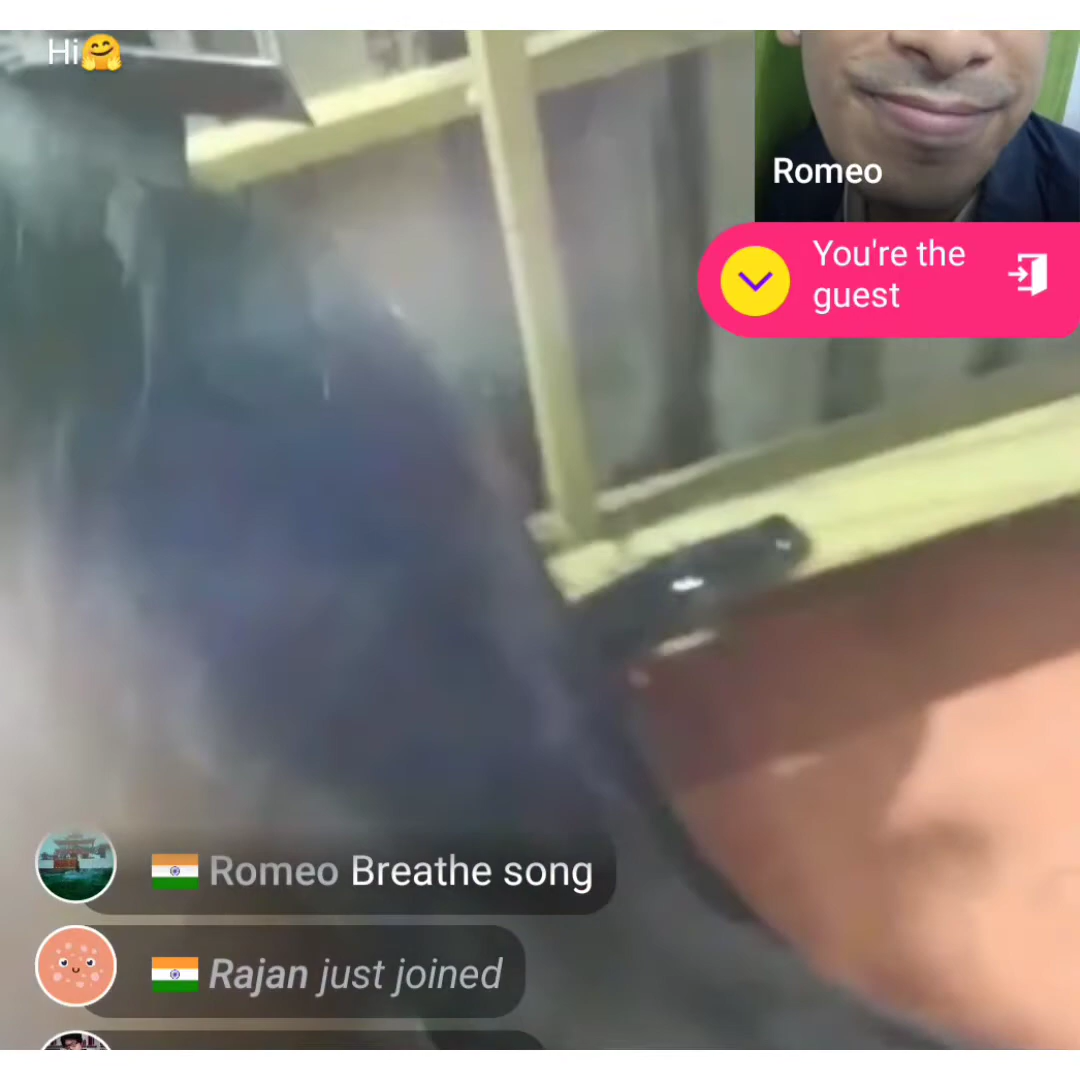 Hi🤗
Romeo
You're the
guest
Romeo Breathe song
Rajan just joined